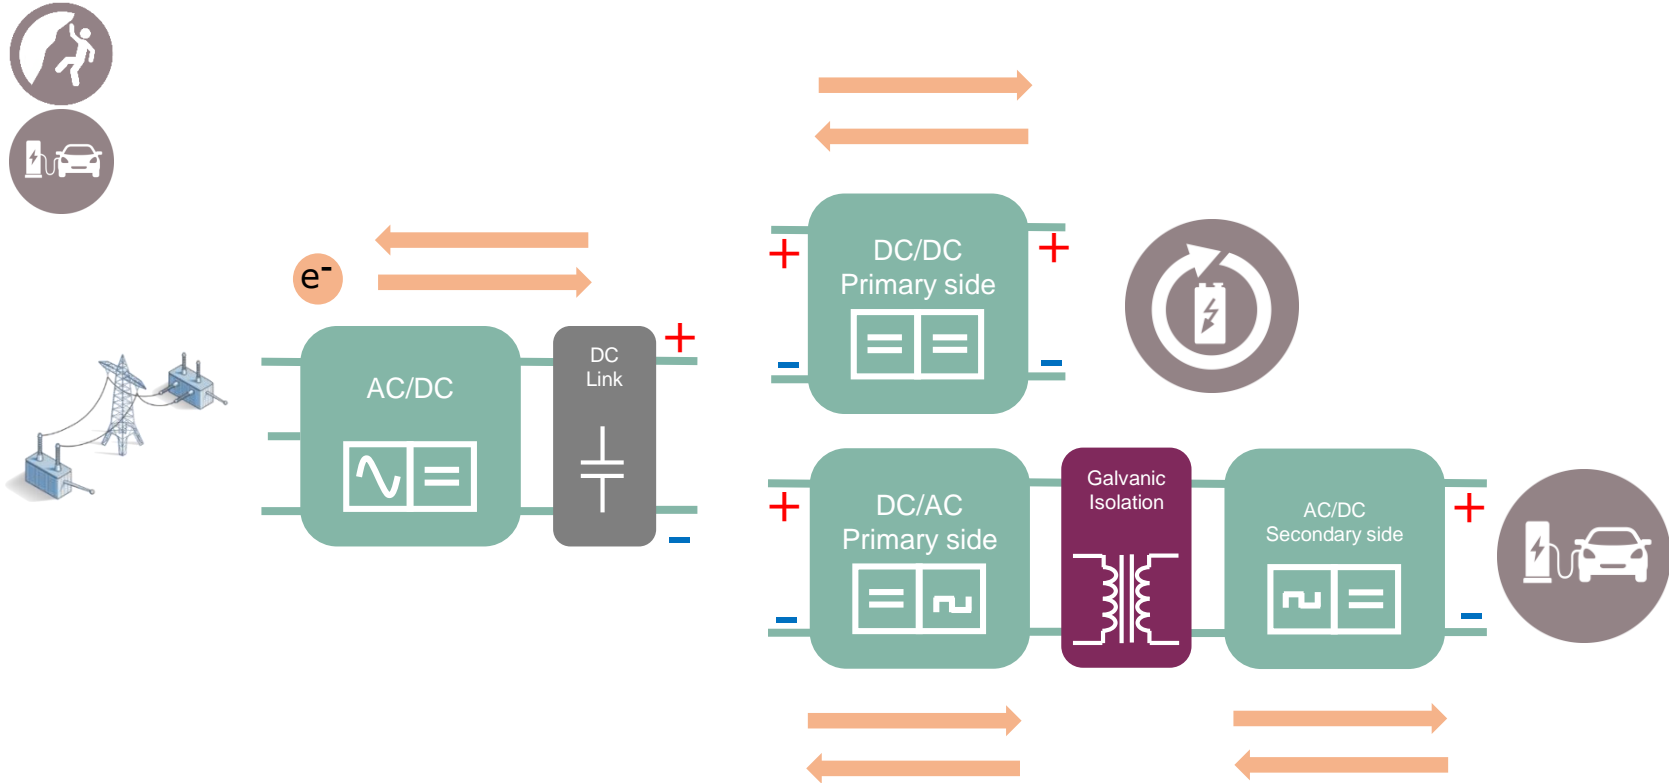 e-
AC/DC
DC
Link
+
-
DC/DC
Primary side
+
-
+
-
DC/AC
Primary side
+
-
Galvanic
Isolation
AC/DC
Secondary side
+
-